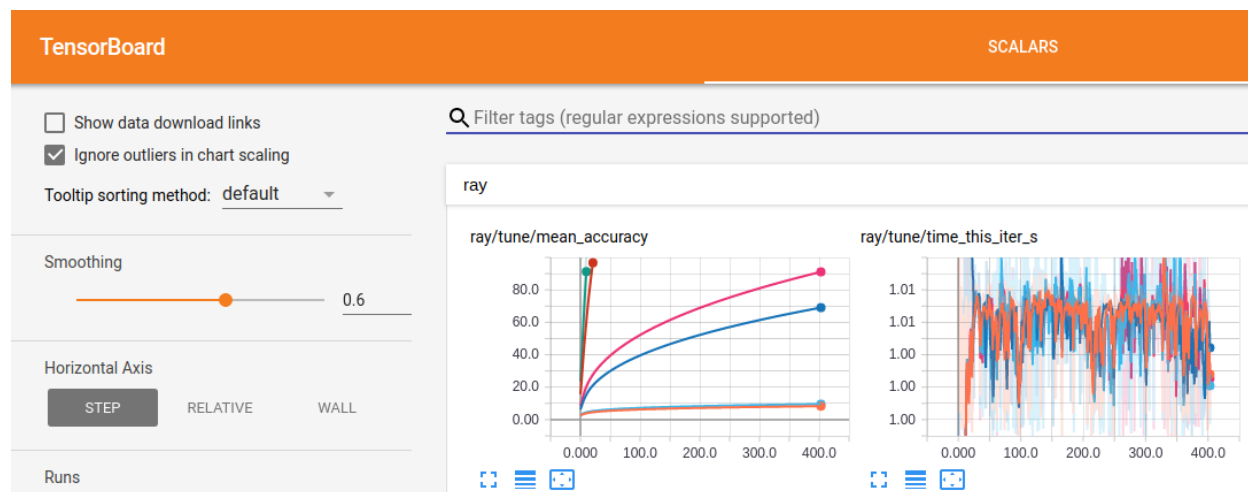 TensorBoard
SCALARS
Show data download links
Ignore outliers in chart scaling
Tooltip sorting method: default
Smoothing
0.6
Horizontal Axis
STEP RELATIVE WALL
Runs
Filter tags (regular expressions supported)
ray
ray/tune/mean_accuracy
80.0
60.0
40.0
20.0
0.00
0.000 100.0 200.0 300.0 400.0
ray/tune/time_this_iter_s
1.01
1.01
1.00
1.00
1.00
0.000 100.0 200.0 300.0 400.0